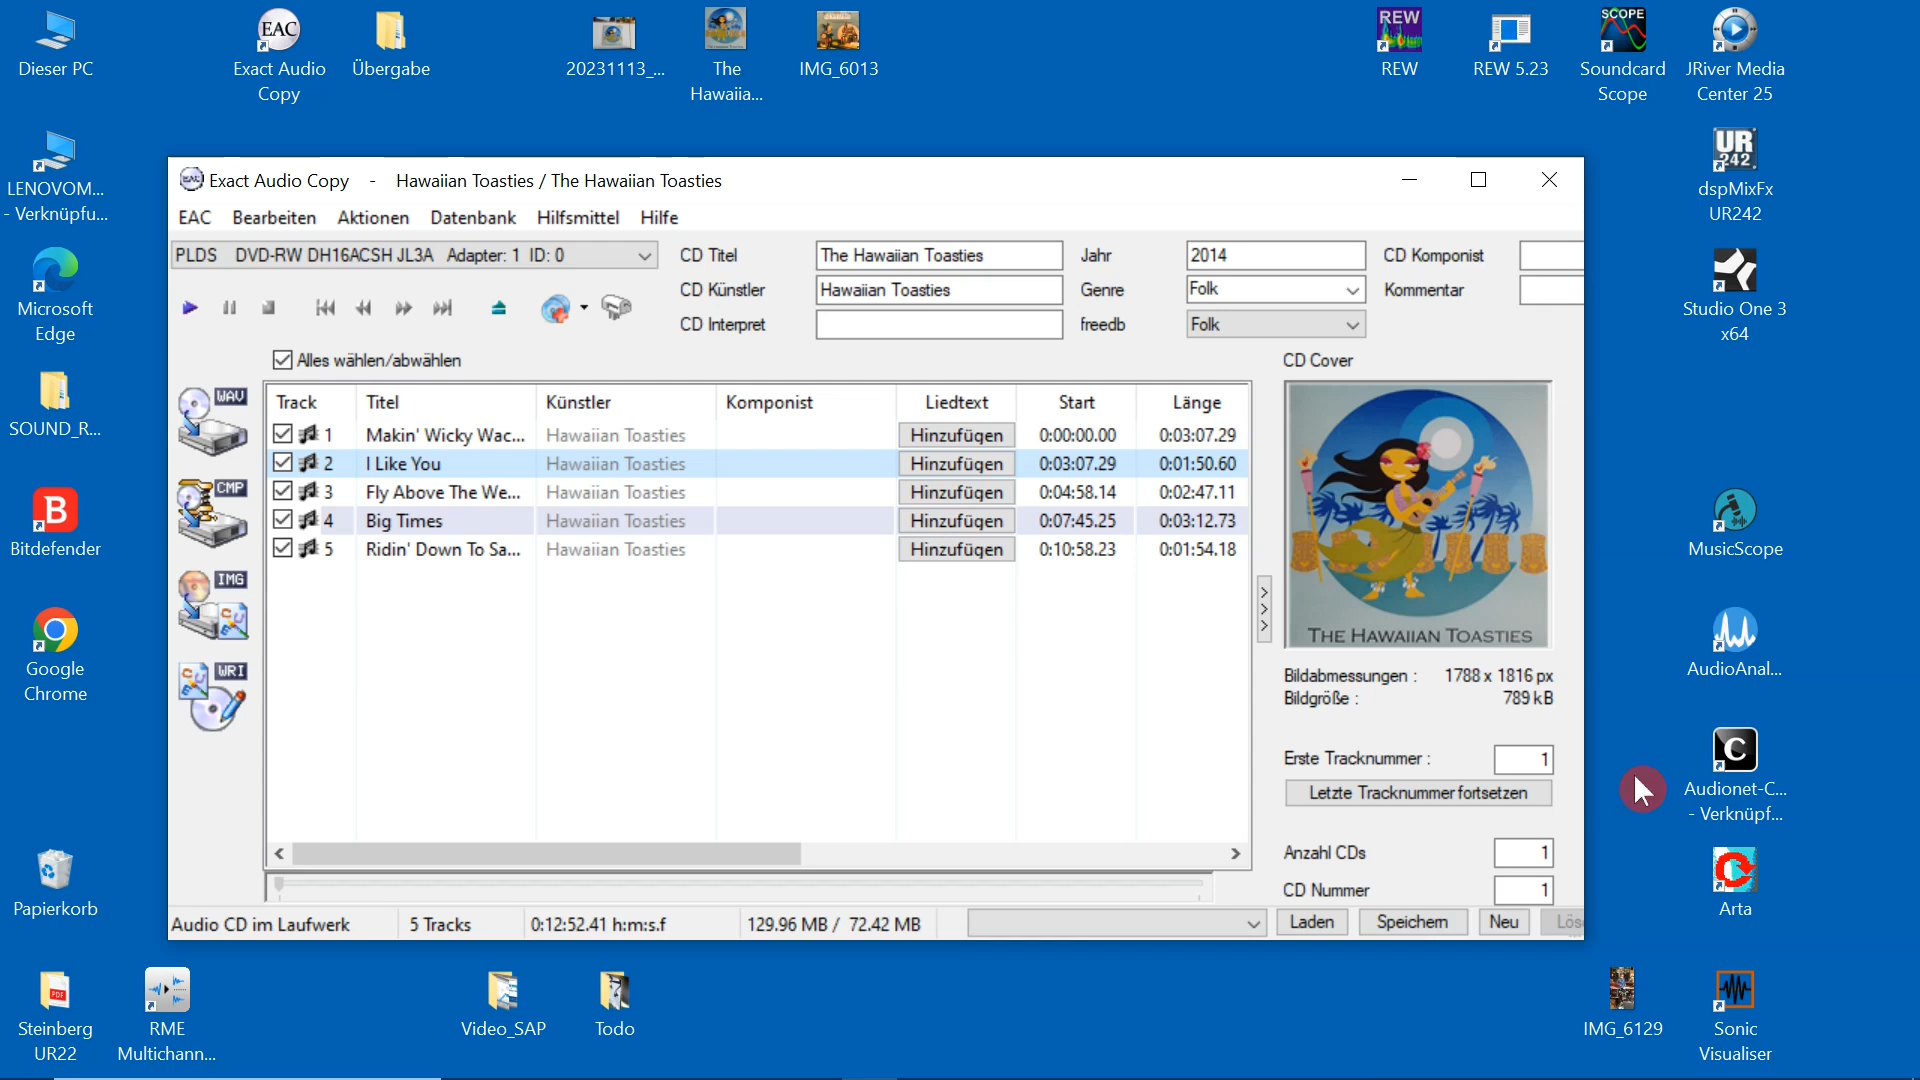 Dieser PC
EAC
Exact Audio
Copy
Übergabe
20231113_...
The
Hawaiia...
IMG_6013
REW
REW
REW 5.23
SCOPE
Soundcard
Scope
JRiver Media
Center 25
LENOVOM...
- Verknüpfu...
UR
242
dspMixFx
UR242
Microsoft
Edge
Studio One 3
x64
SOUND_R...
B
Bitdefender
MusicScope
Google
Chrome
AudioAnal...
C
Audionet-C...
- Verknüpf...
Papierkorb
Arta
PDF
Steinberg
UR22
RME
Multichann...
Video_SAP
Todo
IMG_6129
Sonic
Visualiser
EAC Exact Audio Copy - Hawaiian Toasties / The Hawaiian Toasties
EAC Bearbeiten Aktionen Datenbank Hilfsmittel Hilfe
PLDS DVD-RW DH16ACSH JL3A Adapter: 1 ID: 0
CD Titel The Hawaiian Toasties Jahr 2014 CD Komponist
CD Künstler Hawaiian Toasties Genre Folk Kommentar
CD Interpret freedb Folk
Alles wählen/abwählen
WAV
CMP
IMG
WRI
Track Titel Künstler Komponist Liedtext Start Länge
1 Makin' Wicky Wac... Hawaiian Toasties Hinzufügen 0:00:00.00 0:03:07.29
2 I Like You Hawaiian Toasties Hinzufügen 0:03:07.29 0:01:50.60
3 Fly Above The We... Hawaiian Toasties Hinzufügen 0:04:58.14 0:02:47.11
4 Big Times Hawaiian Toasties Hinzufügen 0:07:45.25 0:03:12.73
5 Ridin' Down To Sa... Hawaiian Toasties Hinzufügen 0:10:58.23 0:01:54.18
CD Cover
THE HAWAIIAN TOASTIES
Bildabmessungen : 1788 x 1816 px
Bildgröße : 789 kB
Erste Tracknummer : 1
Letzte Tracknummer fortsetzen
Anzahl CDs 1
CD Nummer 1
Audio CD im Laufwerk 5 Tracks 0:12:52.41 h:m:s.f 129.96 MB / 72.42 MB
Laden Speichern Neu Lös